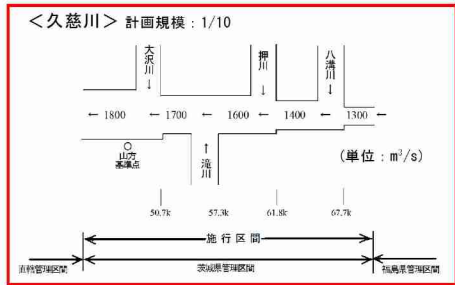 ＜久慈川＞ 計画規模：1/10
大沢川
↓
押川
↓
八溝川
↓
← 1800 ← 1700 ← 1600 ← 1400 ← 1300 ←
山方
基準点
↑
滝川
(単位：m³/s)
50.7k 57.3k 61.8k 67.7k
施行区間
直轄管理区間 茨城県管理区間 福島県管理区間